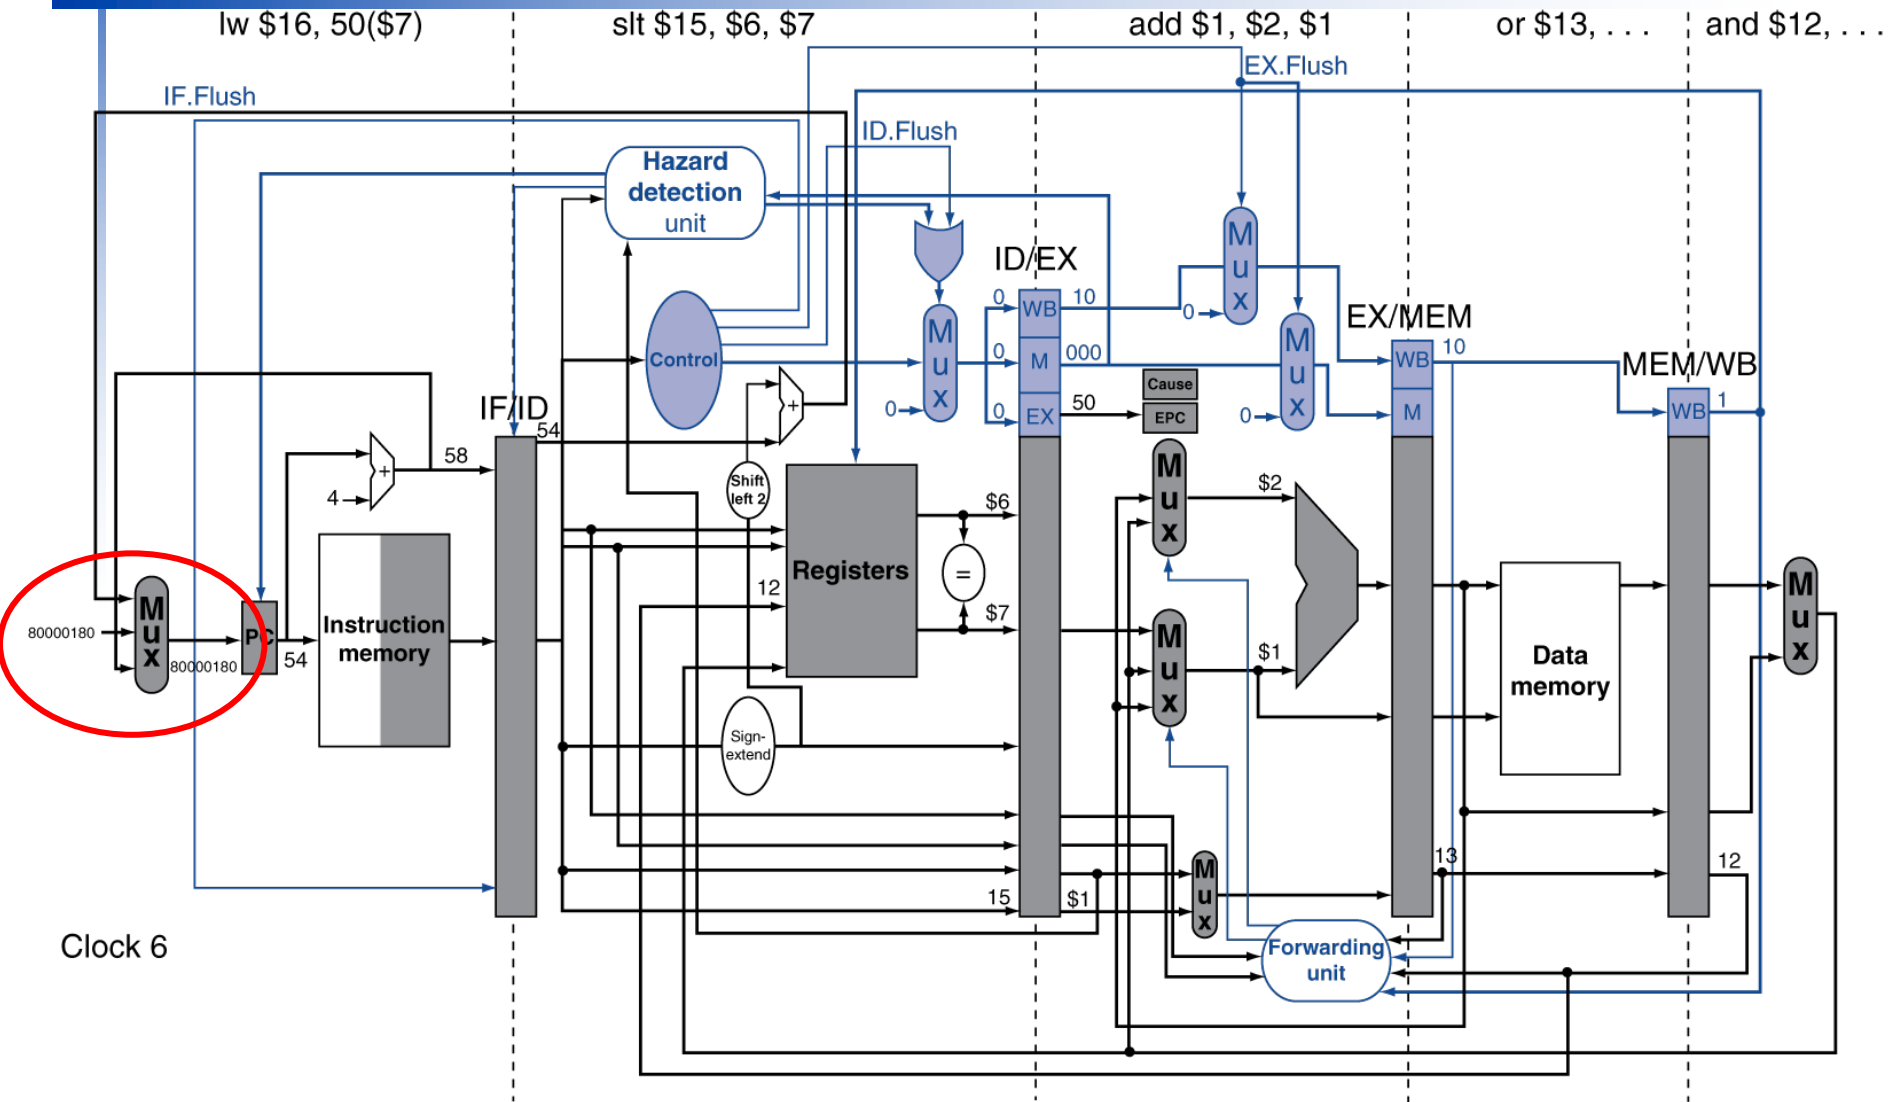 lw $16, 50($7)
slt $15, $6, $7
add $1, $2, $1
or $13, . . .
and $12, . . .
EX.Flush
IF.Flush
ID.Flush
Hazard
detection
unit
M
u
x
ID/EX
0
WB
10
0
EX/MEM
M
u
x
Control
M
u
x
0
M
000
WB
10
MEM/WB
Cause
0
0
EX
50
EPC
0
M
WB
1
IF/ID
54
+
58
+
4
Shift
left 2
M
u
x
$2
$6
=
12
Registers
$7
80000180
M
u
x
80000180
PC
54
Instruction
memory
M
u
x
$1
Data
memory
M
u
x
Sign-
extend
15
$1
M
u
x
13
12
Forwarding
unit
Clock 6